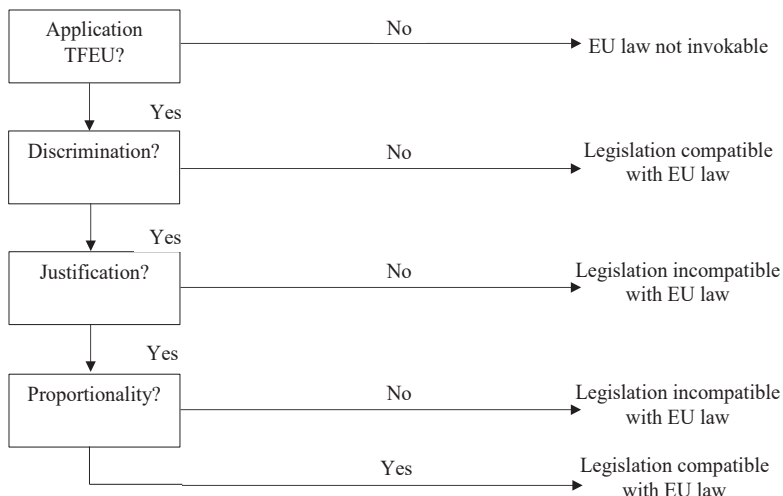 Application
TFEU?
No
EU law not invokable
Yes
Discrimination?
No
Legislation compatible
with EU law
Yes
Justification?
No
Legislation incompatible
with EU law
Yes
Proportionality?
No
Legislation incompatible
with EU law
Yes
Legislation compatible
with EU law